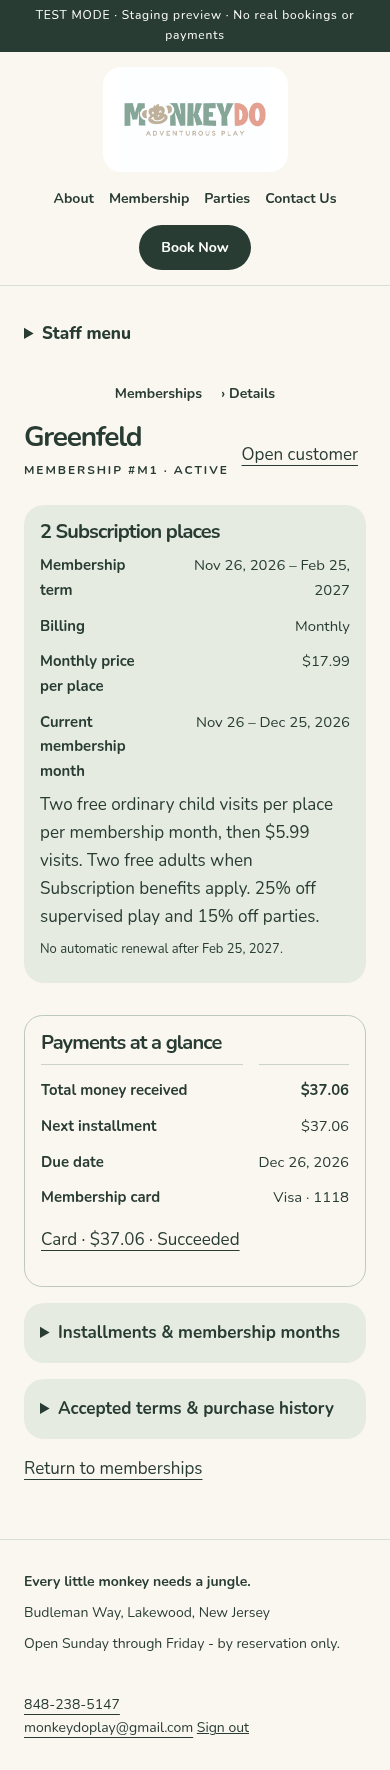 TEST MODE · Staging preview · No real bookings or
payments
MONKEYDO
ADVENTUROUS PLAY
About Membership Parties Contact Us
Book Now
Staff menu
Memberships › Details
Greenfeld
MEMBERSHIP #M1 · ACTIVE
Open customer
2 Subscription places
Membership term Nov 26, 2026 – Feb 25, 2027
Billing Monthly
Monthly price per place $17.99
Current membership month Nov 26 – Dec 25, 2026
Two free ordinary child visits per place
per membership month, then $5.99
visits. Two free adults when
Subscription benefits apply. 25% off
supervised play and 15% off parties.
No automatic renewal after Feb 25, 2027.
Payments at a glance
Total money received $37.06
Next installment $37.06
Due date Dec 26, 2026
Membership card Visa · 1118
Card · $37.06 · Succeeded
Installments & membership months
Accepted terms & purchase history
Return to memberships
Every little monkey needs a jungle.
Budleman Way, Lakewood, New Jersey
Open Sunday through Friday - by reservation only.
848-238-5147
monkeydoplay@gmail.com Sign out